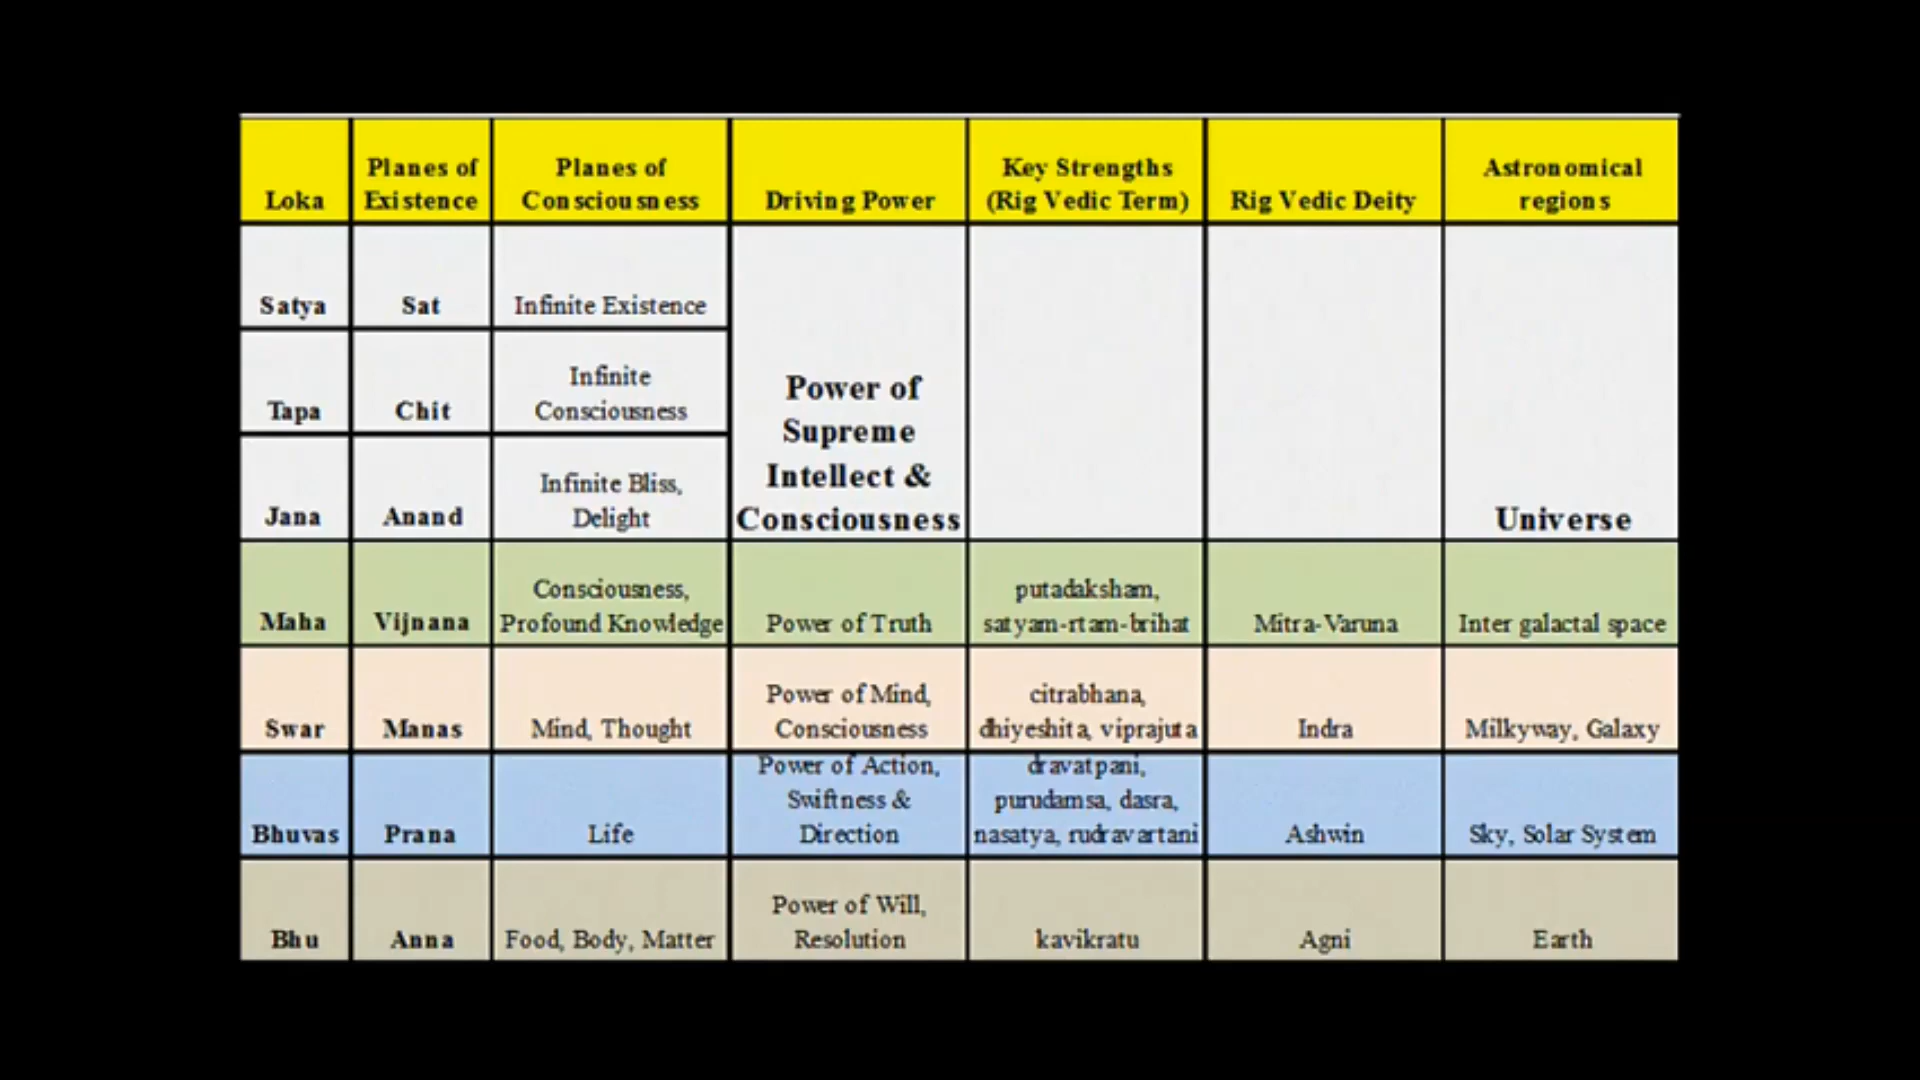 Loka
Planes of
Existence
Planes of
Consciousness
Driving Power
Key Strengths
(Rig Vedic Term)
Rig Vedic Deity
Astronomical
regions
Satya
Sat
Infinite Existence
Tapa
Chit
Infinite
Consciousness
Jana
Anand
Infinite Bliss,
Delight
Power of
Supreme
Intellect &
Consciousness
Universe
Maha
Vijnana
Consciousness,
Profound Knowledge
Power of Truth
putadaksham,
satyam-rtam-brihat
Mitra-Varuna
Inter galactal space
Swar
Manas
Mind, Thought
Power of Mind,
Consciousness
citrabhana,
dhiyeshita, viprajuta
Indra
Milkyway, Galaxy
Bhuvas
Prana
Life
Power of Action,
Swiftness &
Direction
dravatpani,
purudamsa, dasra,
nasatya, rudravartani
Ashwin
Sky, Solar System
Bhu
Anna
Food, Body, Matter
Power of Will,
Resolution
kavikratu
Agni
Earth